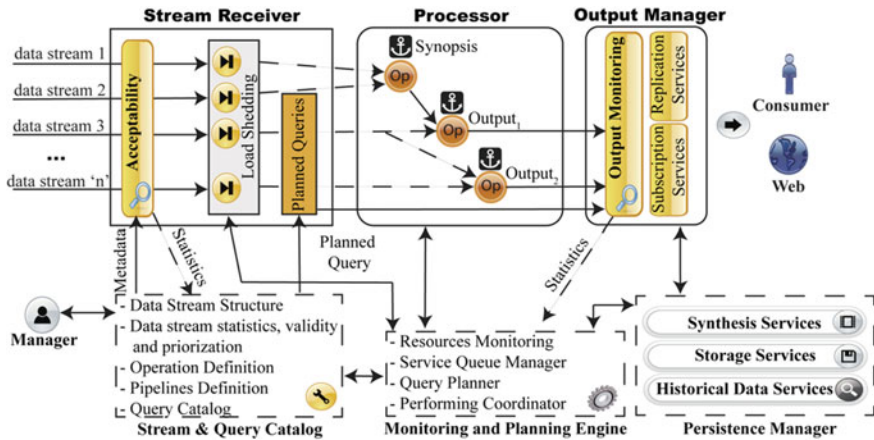 Stream Receiver
Processor
Output Manager
data stream 1
data stream 2
data stream 3
...
data stream 'n'
Acceptability
Load Shedding
Planned Queries
Synopsis
Op
Op
Output1
Op
Output2
Output Monitoring
Replication
Services
Subscription
Services
Consumer
Web
Metadata
Statistics
Planned
Query
Statistics
Manager
- Data Stream Structure
- Data stream statistics, validity
and priorization
- Operation Definition
- Pipelines Definition
- Query Catalog
Stream & Query Catalog
- Resources Monitoring
- Service Queue Manager
- Query Planner
- Performing Coordinator
Monitoring and Planning Engine
Synthesis Services
Storage Services
Historical Data Services
Persistence Manager